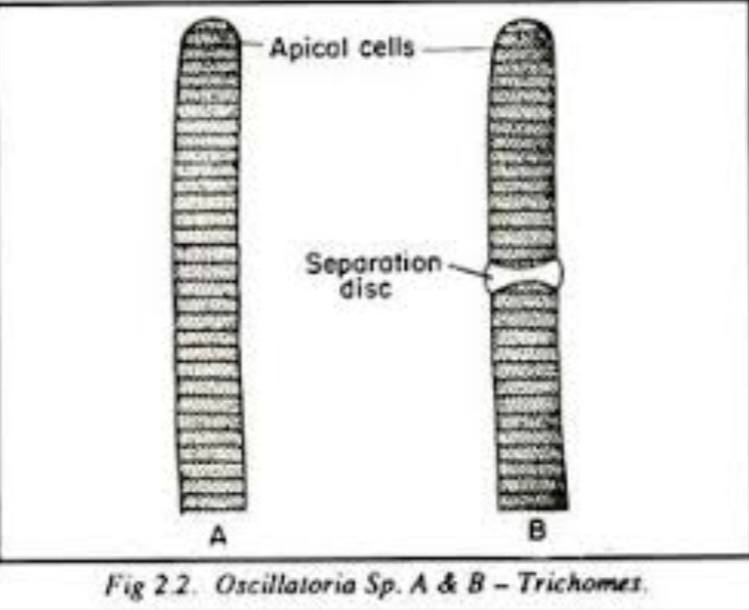 Apical cells
Separation
disc
A
B
Fig 2.2. Oscillatoria Sp. A & B – Trichomes.